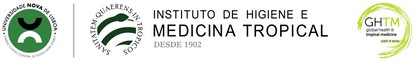 UNIVERSIDADE NOVA DE LISBOA
SANITATEM QUAERENS IN TROPICOS
INSTITUTO DE HIGIENE E
MEDICINA TROPICAL
DESDE 1902
GHTM
global health &
tropical medicine